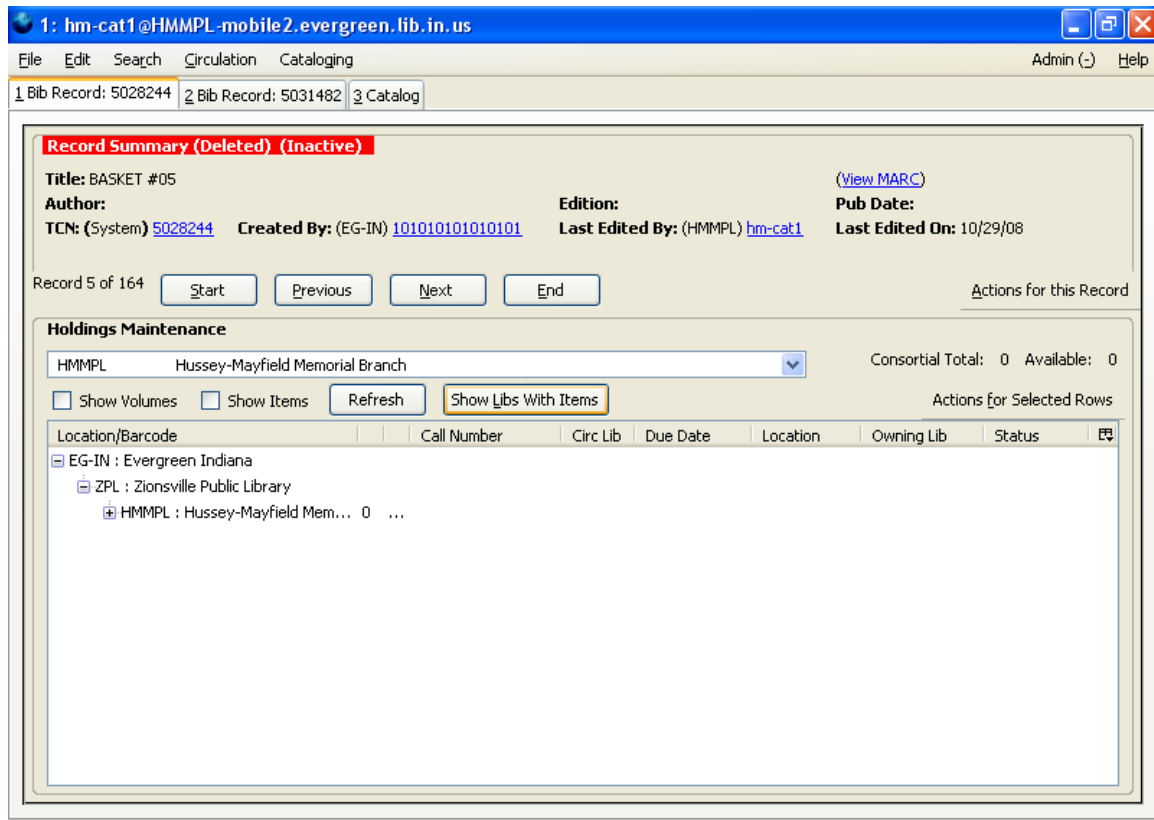 1: hm-cat1@HMMPL-mobile2.evergreen.lib.in.us
File Edit Search Circulation Cataloging Admin (-) Help
1 Bib Record: 5028244 2 Bib Record: 5031482 3 Catalog
Record Summary (Deleted) (Inactive)
Title: BASKET #05 (View MARC)
Author: Edition: Pub Date:
TCN: (System) 5028244 Created By: (EG-IN) 101010101010101 Last Edited By: (HMMPL) hm-cat1 Last Edited On: 10/29/08
Record 5 of 164 Start Previous Next End Actions for this Record
Holdings Maintenance
HMMPL Hussey-Mayfield Memorial Branch Consortial Total: 0 Available: 0
Show Volumes Show Items Refresh Show Libs With Items Actions for Selected Rows
Location/Barcode Call Number Circ Lib Due Date Location Owning Lib Status
EG-IN : Evergreen Indiana
ZPL : Zionsville Public Library
HMMPL : Hussey-Mayfield Mem... 0 ...